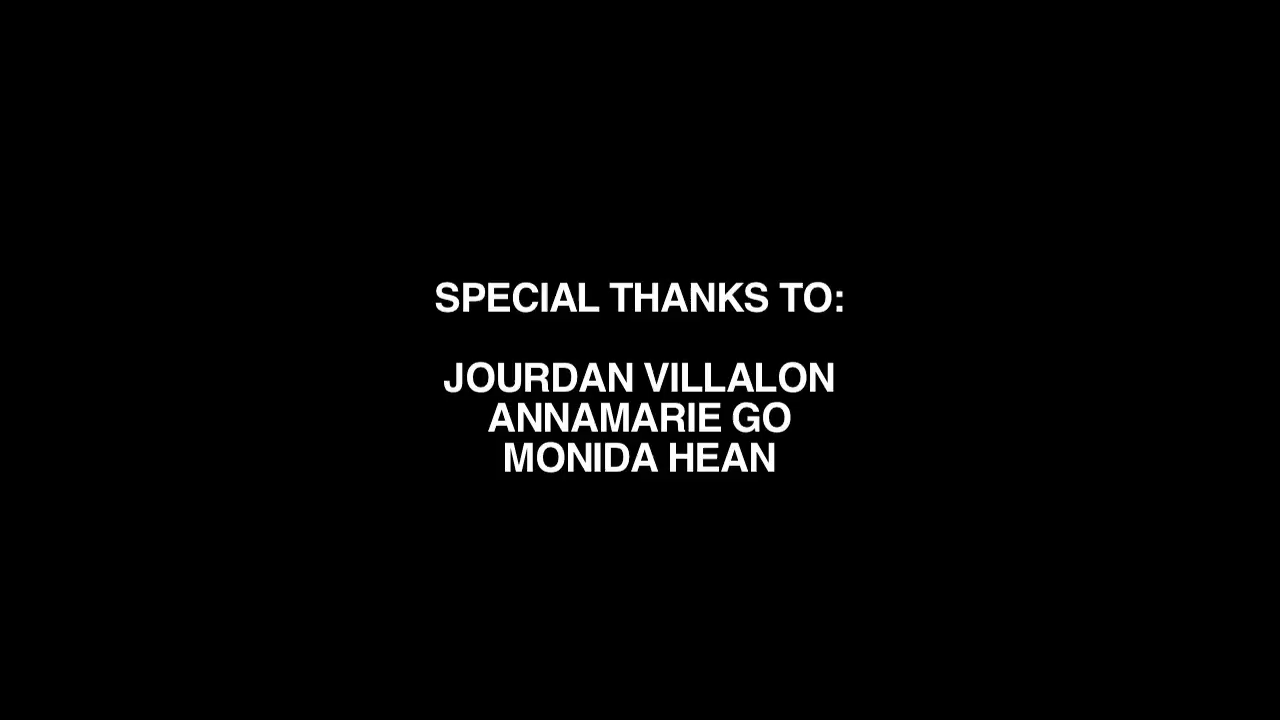 SPECIAL THANKS TO:
JOURDAN VILLALON
ANNAMARIE GO
MONIDA HEAN